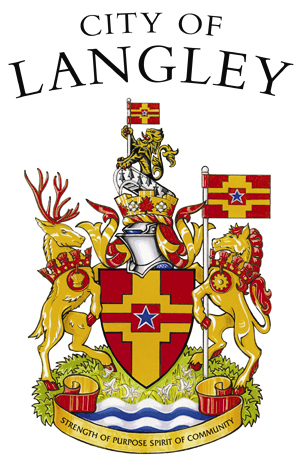 CITY OF
LANGLEY
STRENGTH OF PURPOSE SPIRIT OF COMMUNITY